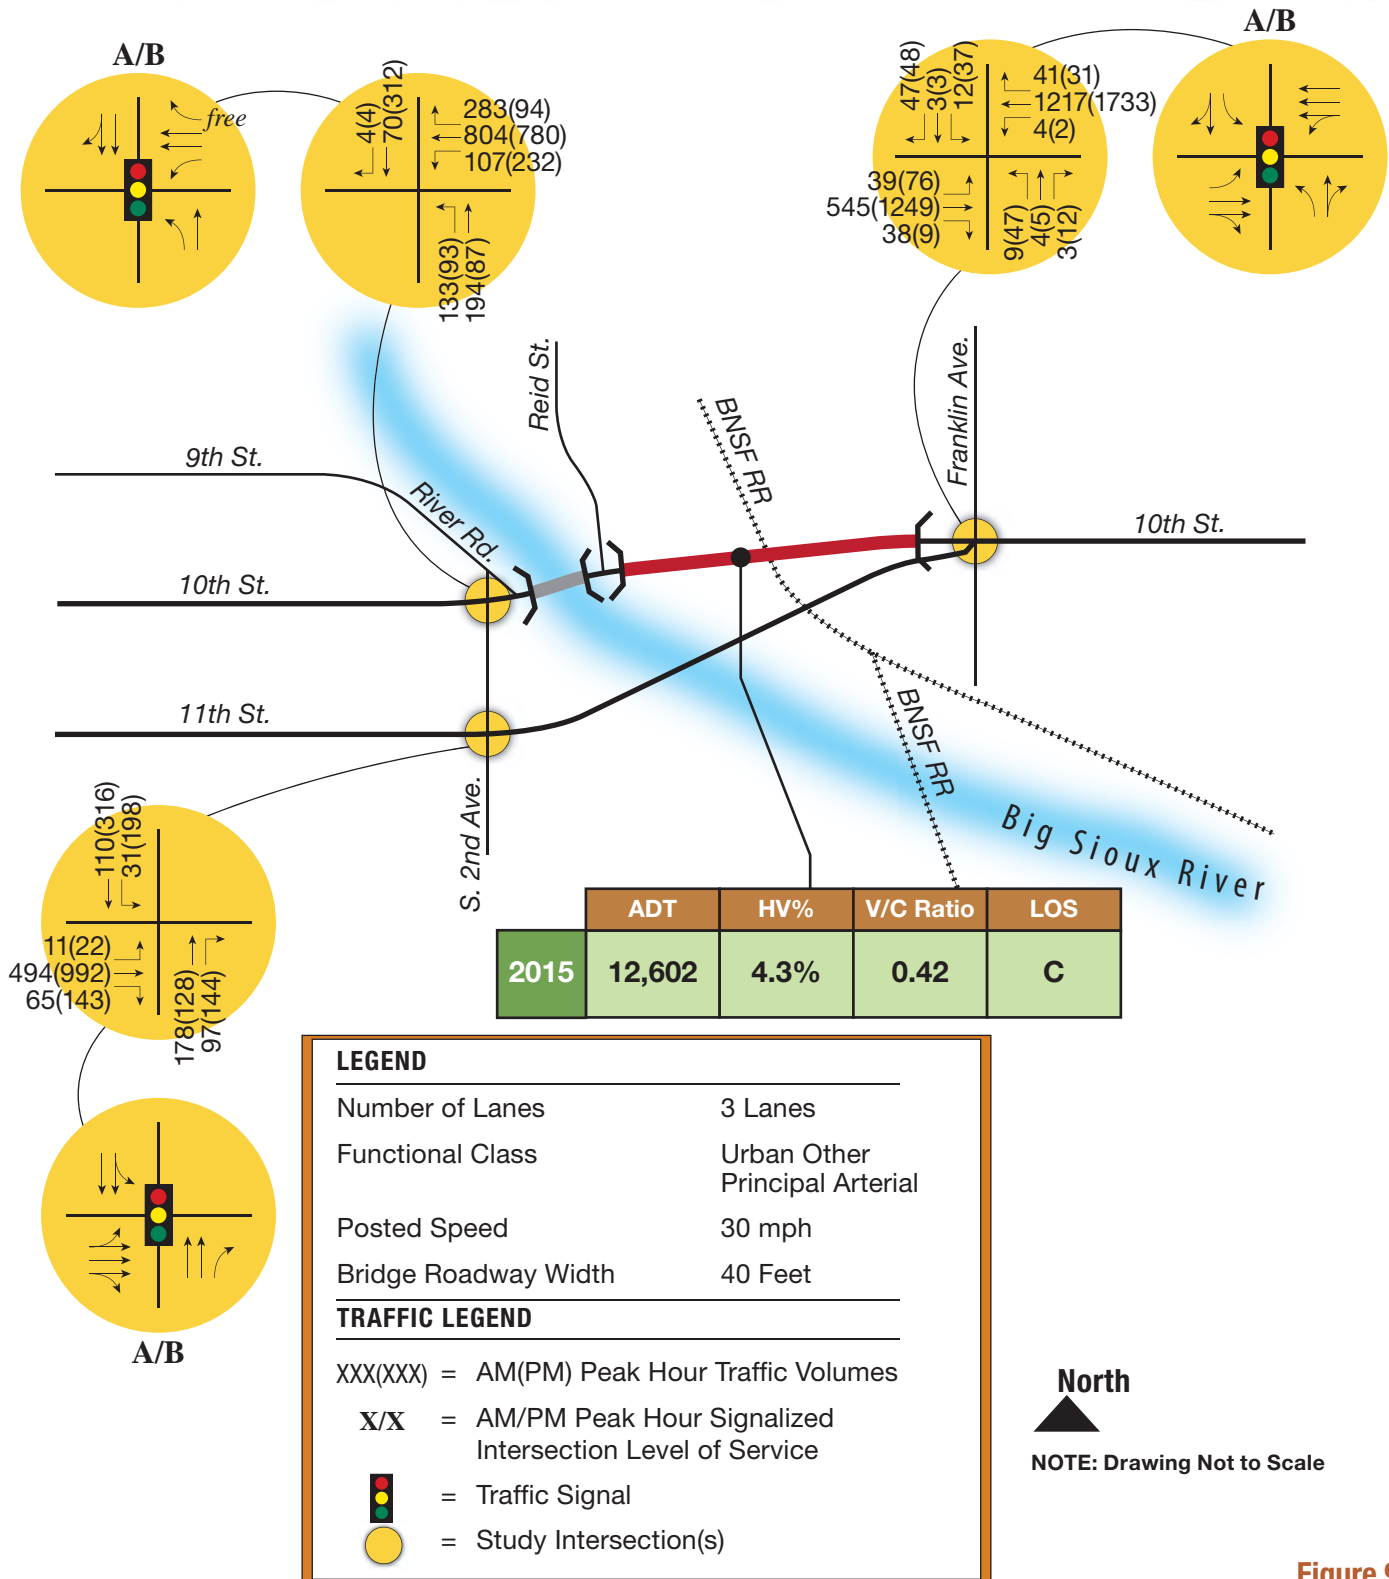 A/B
free
4(4)
70(312)
283(94)
804(780)
107(232)
133(93)
194(87)
47(48)
3(3)
12(37)
41(31)
1217(1733)
4(2)
39(76)
545(1249)
38(9)
9(47)
4(5)
3(12)
A/B
Reid St.
BNSF RR
Franklin Ave.
9th St.
River Rd.
10th St.
10th St.
11th St.
S. 2nd Ave.
BNSF RR
Big Sioux River
110(316)
31(198)
11(22)
494(992)
65(143)
178(128)
97(144)
A/B
ADT HV% V/C Ratio LOS
2015 12,602 4.3% 0.42 C
LEGEND
Number of Lanes 3 Lanes
Functional Class Urban Other
Principal Arterial
Posted Speed 30 mph
Bridge Roadway Width 40 Feet
TRAFFIC LEGEND
XXX(XXX) = AM(PM) Peak Hour Traffic Volumes
X/X = AM/PM Peak Hour Signalized
Intersection Level of Service
= Traffic Signal
= Study Intersection(s)
North
NOTE: Drawing Not to Scale
Figure